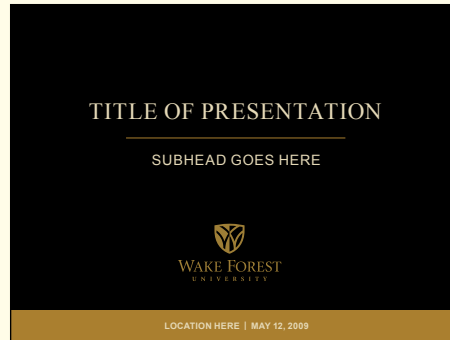 TITLE OF PRESENTATION
SUBHEAD GOES HERE
WAKE FOREST
UNIVERSITY
LOCATION HERE | MAY 12, 2009